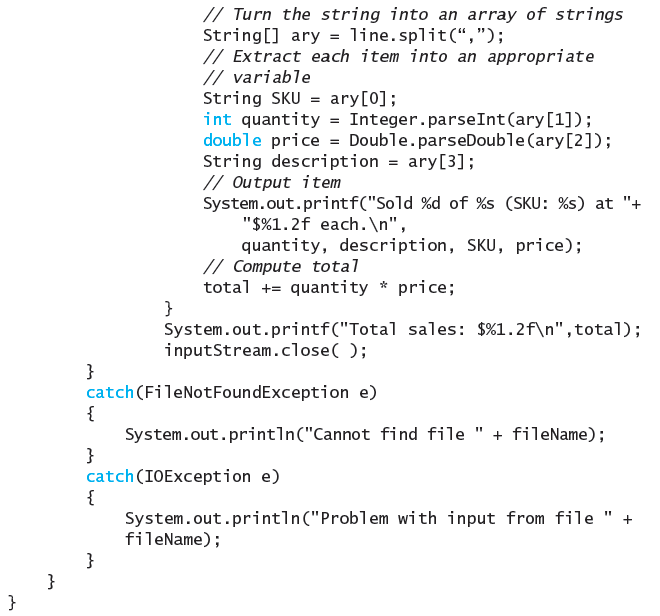 // Turn the string into an array of strings
String[] ary = line.split(“,”);
// Extract each item into an appropriate
// variable
String SKU = ary[0];
int quantity = Integer.parseInt(ary[1]);
double price = Double.parseDouble(ary[2]);
String description = ary[3];
// Output item
System.out.printf("Sold %d of %s (SKU: %s) at "+
"$%1.2f each.\n",
quantity, description, SKU, price);
// Compute total
total += quantity * price;
}
System.out.printf("Total sales: $%1.2f\n",total);
inputStream.close( );
}
catch(FileNotFoundException e)
{
System.out.println("Cannot find file " + fileName);
}
catch(IOException e)
{
System.out.println("Problem with input from file " +
fileName);
}
}
}